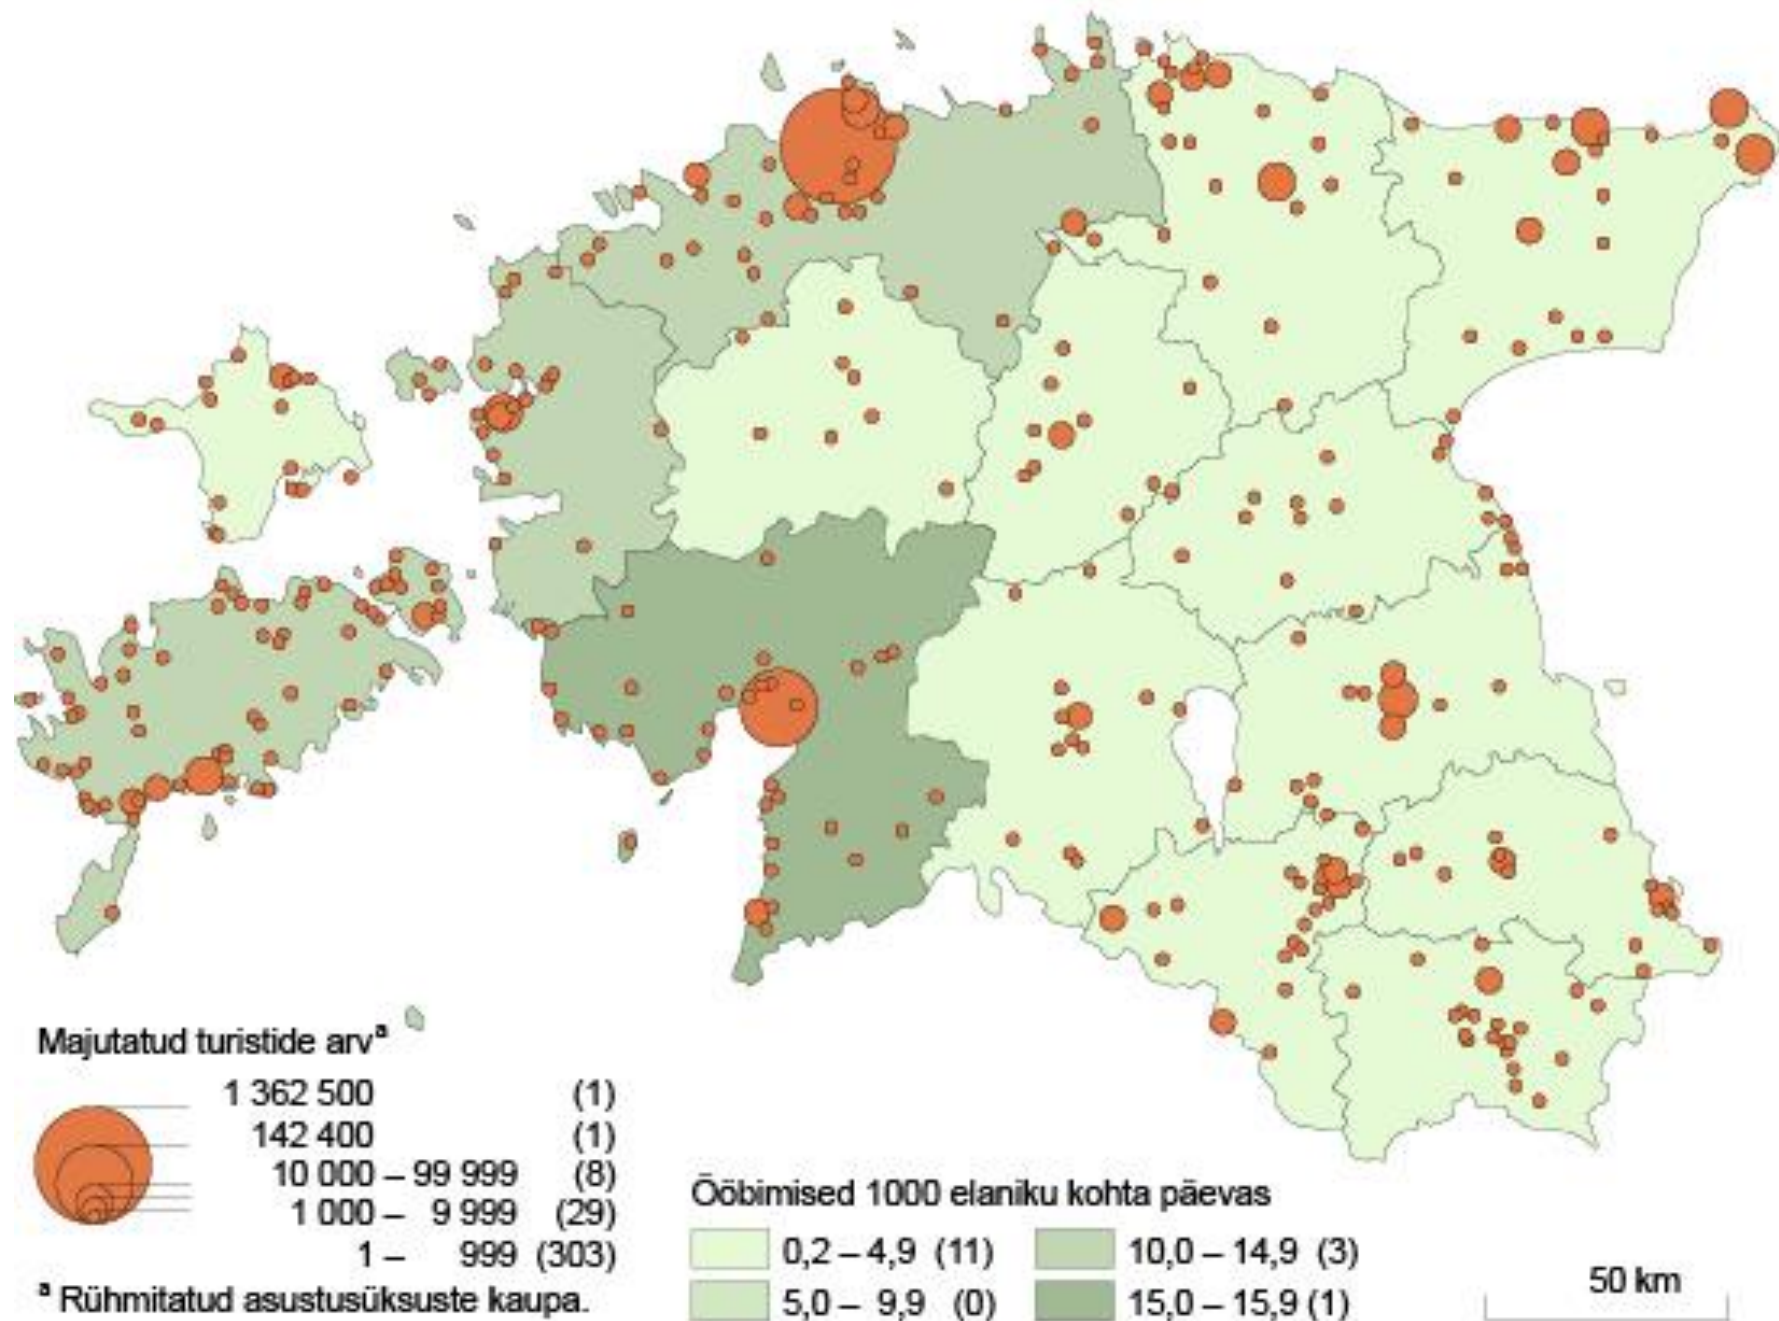 Majutatud turistide arvᵃ
1 362 500 (1)
142 400 (1)
10 000 – 99 999 (8)
1 000 – 9 999 (29)
1 – 999 (303)
ᵃ Rühmitatud asustusüksuste kaupa.
Ööbimised 1000 elaniku kohta päevas
0,2 – 4,9 (11)
5,0 – 9,9 (0)
10,0 – 14,9 (3)
15,0 – 15,9 (1)
50 km